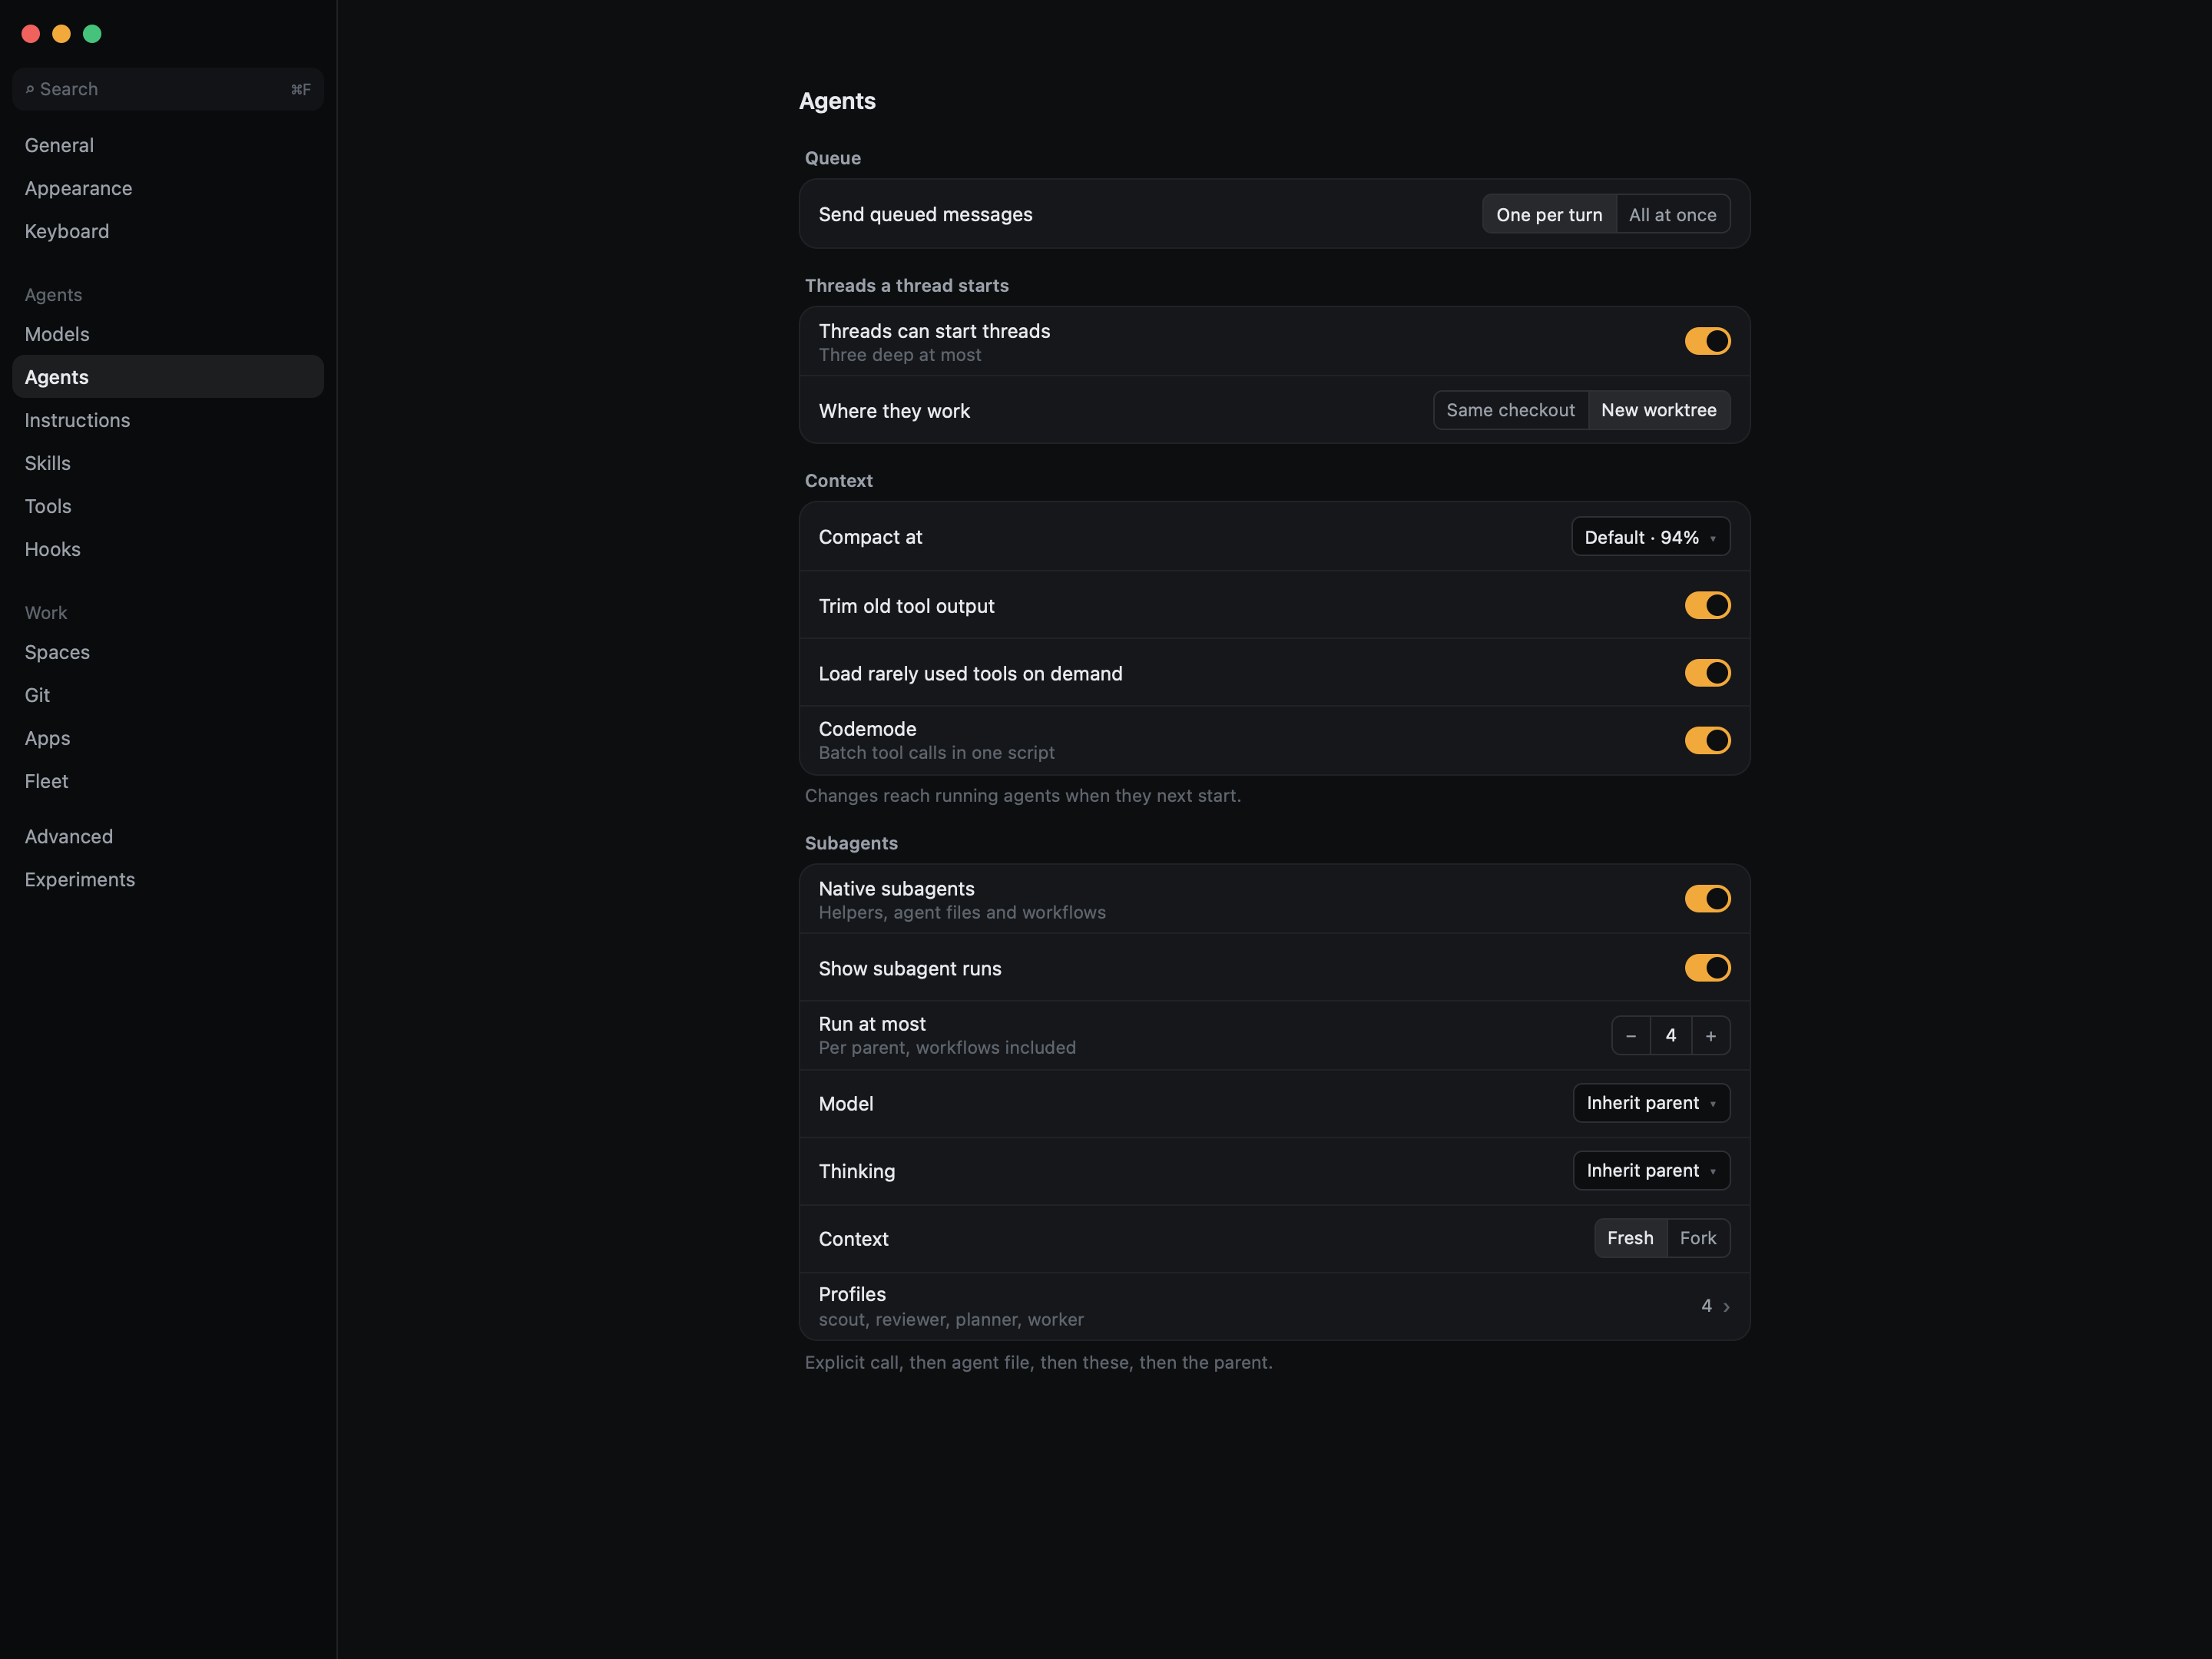 Search ⌘F
General
Appearance
Keyboard
Agents
Models
Agents
Instructions
Skills
Tools
Hooks
Work
Spaces
Git
Apps
Fleet
Advanced
Experiments
Agents
Queue
Send queued messages One per turn All at once
Threads a thread starts
Threads can start threads
Three deep at most
Where they work Same checkout New worktree
Context
Compact at Default · 94%
Trim old tool output
Load rarely used tools on demand
Codemode
Batch tool calls in one script
Changes reach running agents when they next start.
Subagents
Native subagents
Helpers, agent files and workflows
Show subagent runs
Run at most − 4 +
Per parent, workflows included
Model Inherit parent
Thinking Inherit parent
Context Fresh Fork
Profiles 4 ›
scout, reviewer, planner, worker
Explicit call, then agent file, then these, then the parent.